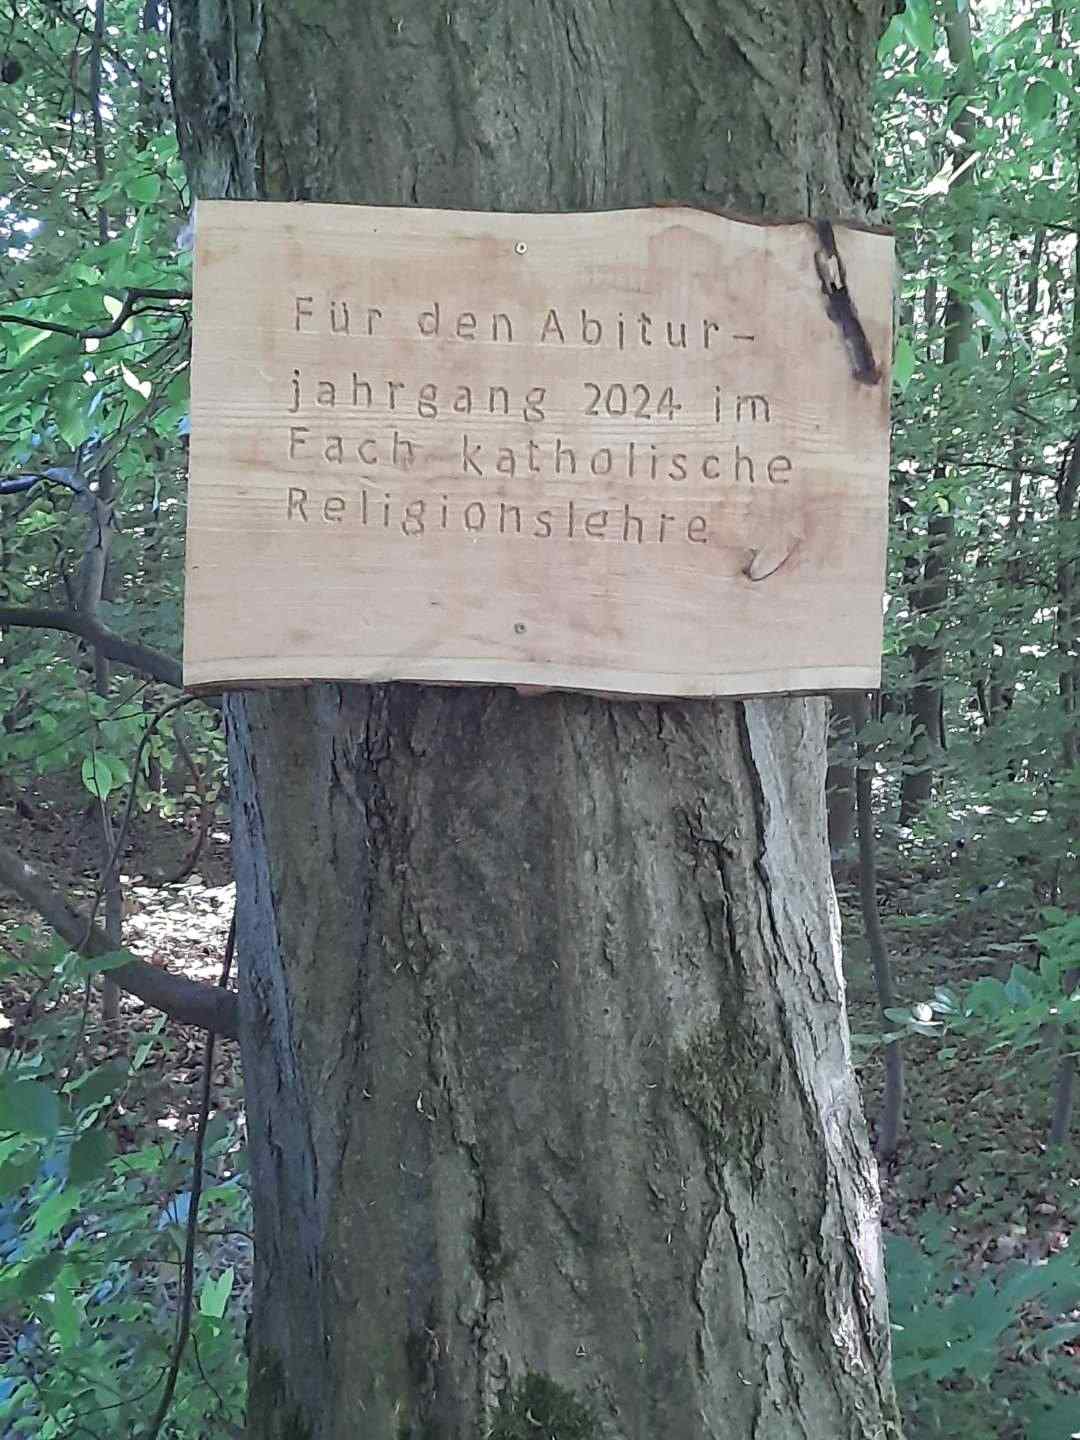 Für den Abitur-
jahrgang 2024 im
Fach katholische
Religionslehre